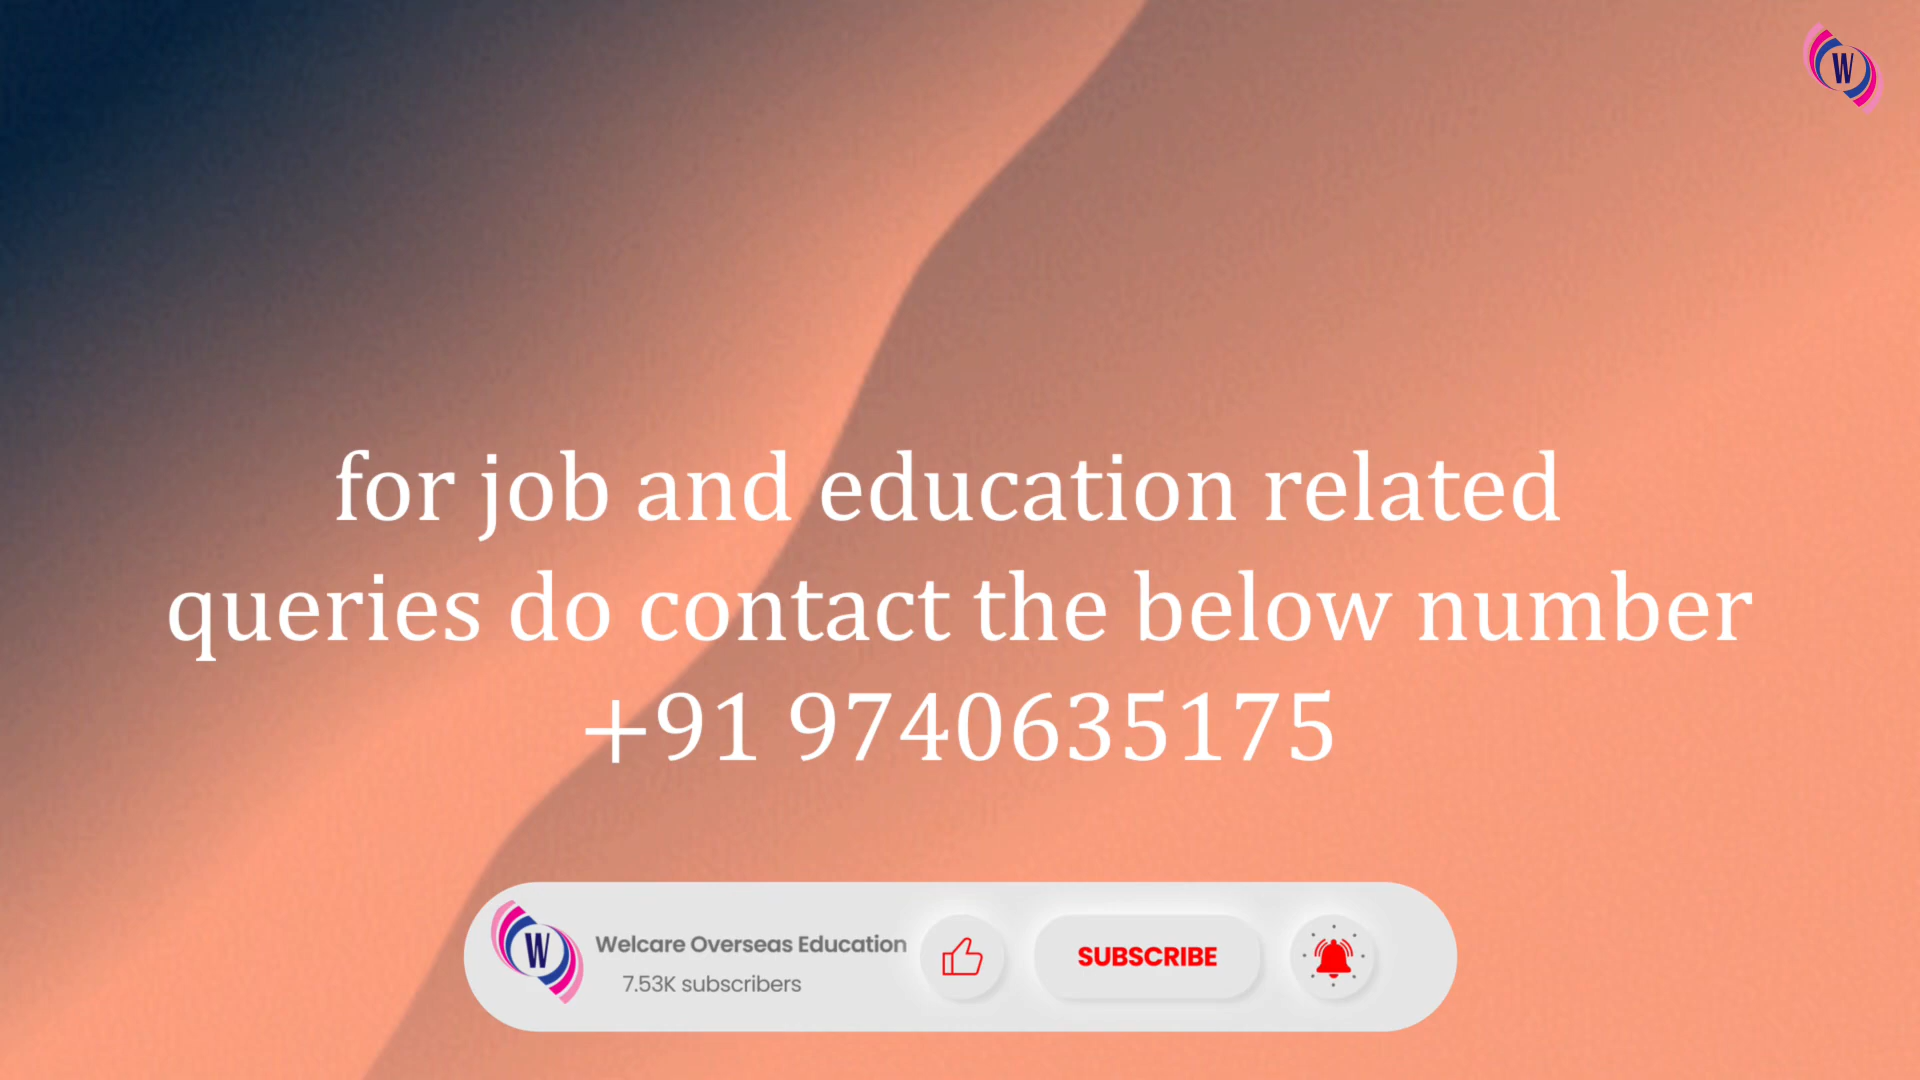 W
for job and education related
queries do contact the below number
+91 9740635175
W
Welcare Overseas Education
7.53K subscribers
SUBSCRIBE